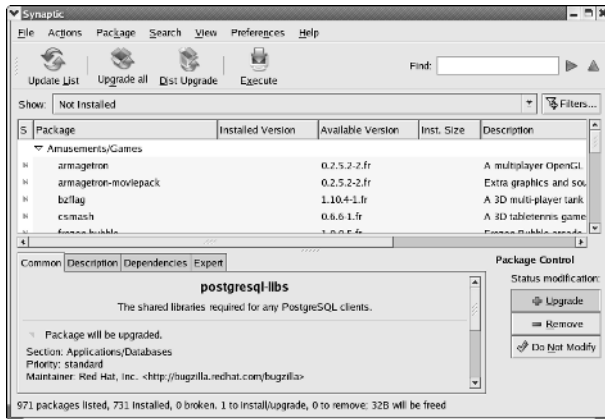 Synaptic
File Actions Package Search View Preferences Help
Update List Upgrade all Dist Upgrade Execute Find:
Show: Not Installed Filters...
S Package Installed Version Available Version Inst. Size Description
Amusements/Games
armagetron 0.2.5.2-2.fr A multiplayer OpenGL
armagetron-moviepack 0.2.5.2-2.fr Extra graphics and sou
bzflag 1.10.4-1.fr A 3D multi-player tank
csmash 0.6.6-1.fr A 3D tabletennis game
Common Description Dependencies Expert Package Control
postgresql-libs
Status modification:
The shared libraries required for any PostgreSQL clients.
Upgrade
Package will be upgraded.
Remove
Section: Applications/Databases
Do Not Modify
Priority: standard
Maintainer: Red Hat, Inc. <http://bugzilla.redhat.com/bugzilla>
971 packages listed, 731 installed, 0 broken. 1 to install/upgrade, 0 to remove; 32B will be freed